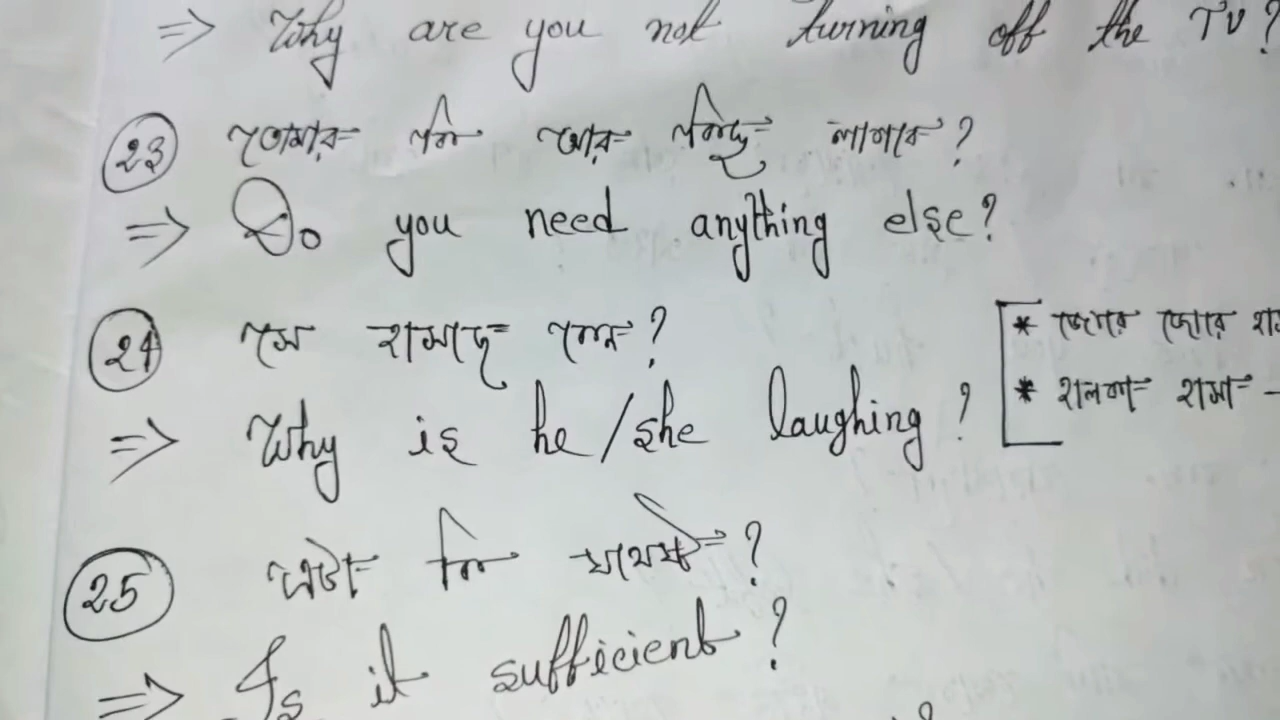 ⇒ Why are you not turning off the TV?
23 তোমার কি আর কিছু লাগবে?
⇒ Do you need anything else?
24 সে হাসছে কেন?
* জোরে জোরে
⇒ Why is he/she laughing?
* হালকা হাসা -
25 এটা কি যথেষ্ট?
⇒ Is it sufficient?